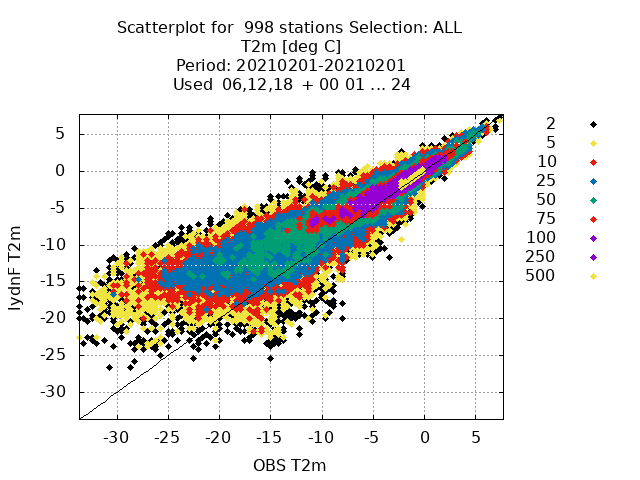 Scatterplot for 998 stations Selection: ALL
T2m [deg C]
Period: 20210201-20210201
Used 06,12,18 + 00 01 ... 24
5
0
-5
-10
-15
-20
-25
-30
IydnF T2m
-30 -25 -20 -15 -10 -5 0 5
OBS T2m
2
5
10
25
50
75
100
250
500